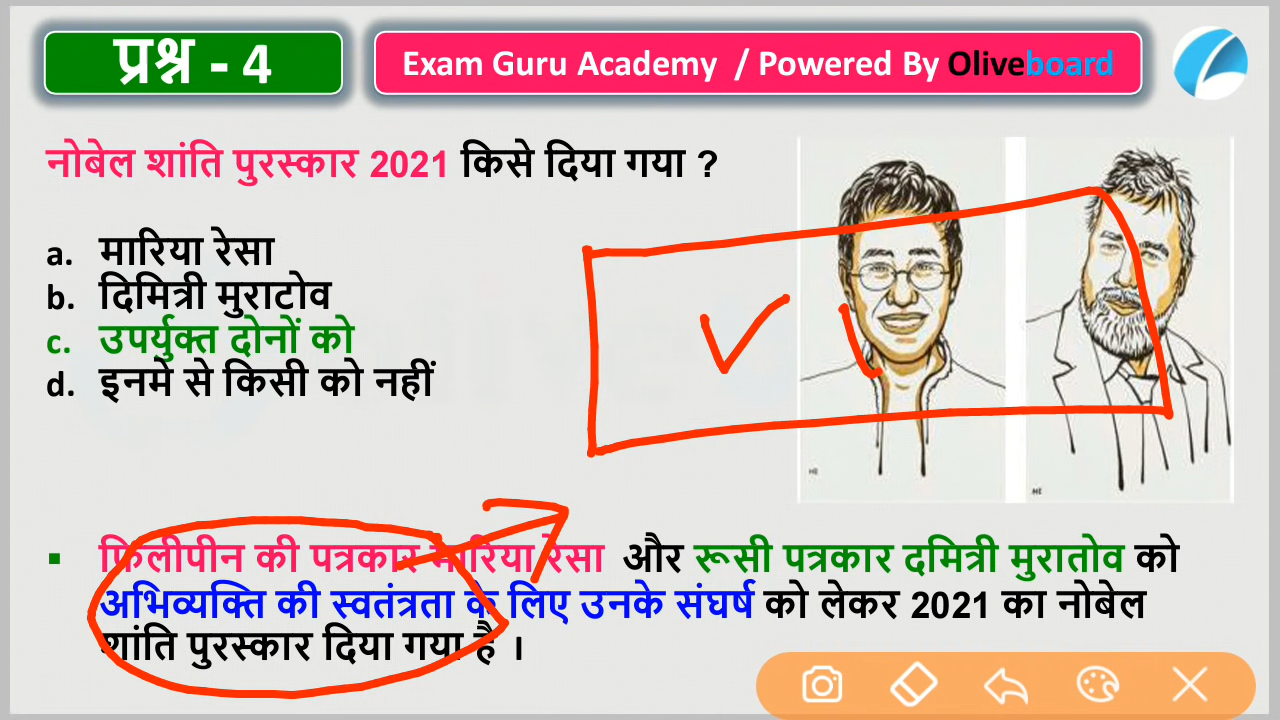 प्रश्न - 4
Exam Guru Academy / Powered By Oliveboard
नोबेल शांति पुरस्कार 2021 किसे दिया गया ?
a. मारिया रेसा
b. दिमित्री मुराटोव
c. उपर्युक्त दोनों को
d. इनमे से किसी को नहीं
▪ फिलीपीन की पत्रकार मारिया रेसा और रूसी पत्रकार दमित्री मुरातोव को
अभिव्यक्ति की स्वतंत्रता के लिए उनके संघर्ष को लेकर 2021 का नोबेल
शांति पुरस्कार दिया गया है ।